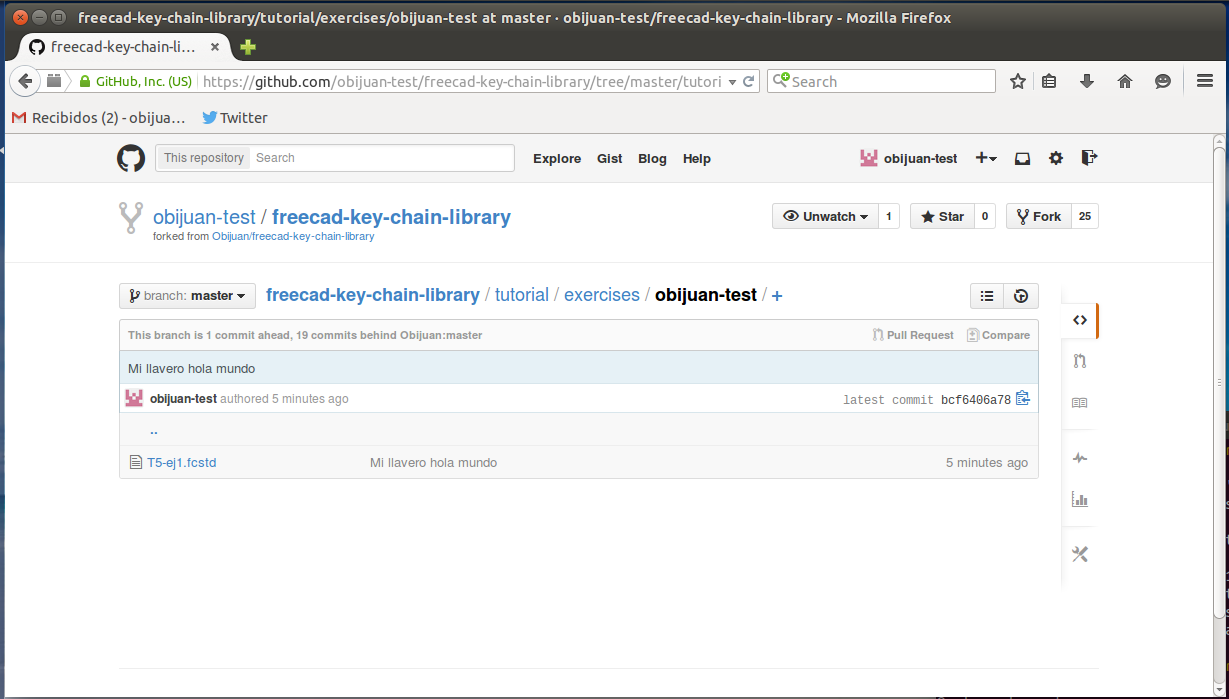 freecad-key-chain-library/tutorial/exercises/obijuan-test at master · obijuan-test/freecad-key-chain-library - Mozilla Firefox
freecad-key-chain-li...
GitHub, Inc. (US) https://github.com/obijuan-test/freecad-key-chain-library/tree/master/tutori Search
Recibidos (2) - obijua... Twitter
This repository Search Explore Gist Blog Help obijuan-test
obijuan-test / freecad-key-chain-library Unwatch 1 Star 0 Fork 25
forked from Obijuan/freecad-key-chain-library
branch: master freecad-key-chain-library / tutorial / exercises / obijuan-test / +
This branch is 1 commit ahead, 19 commits behind Obijuan:master Pull Request Compare
Mi llavero hola mundo
obijuan-test authored 5 minutes ago latest commit bcf6406a78
..
T5-ej1.fcstd Mi llavero hola mundo 5 minutes ago